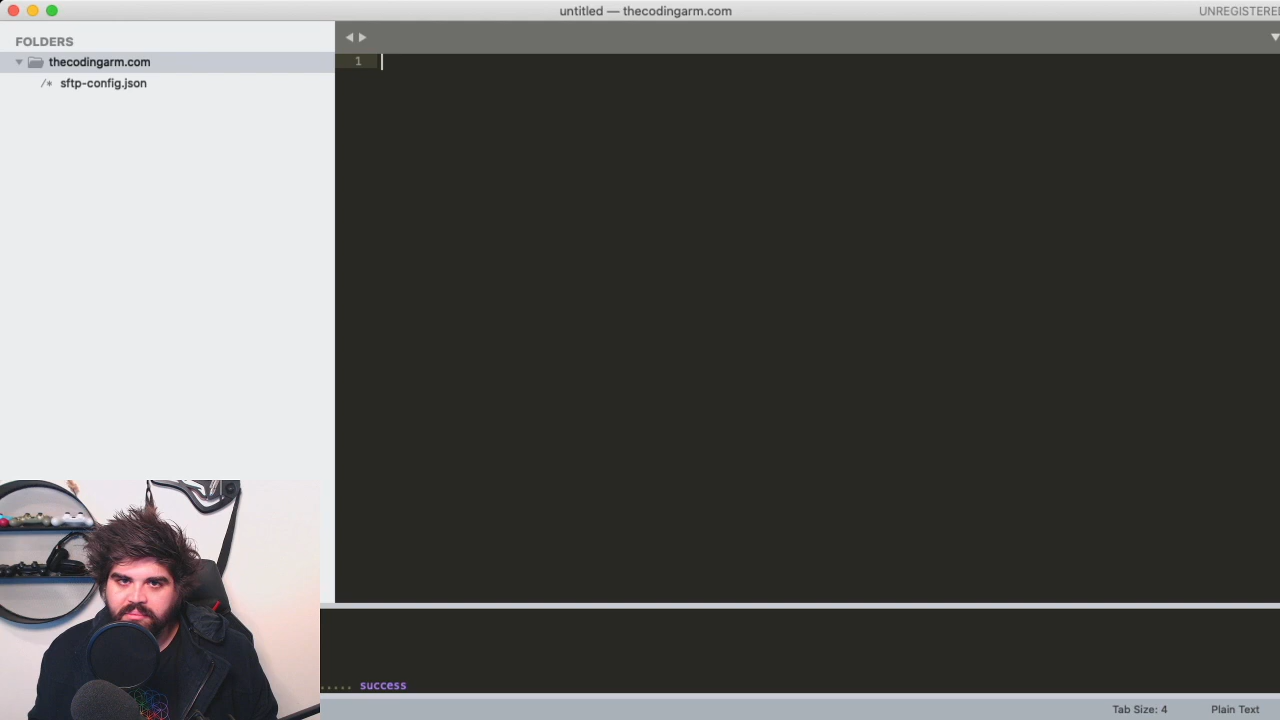 untitled — thecodingarm.com
UNREGISTERED
FOLDERS
thecodingarm.com
/* sftp-config.json
1
..... success
Tab Size: 4
Plain Text